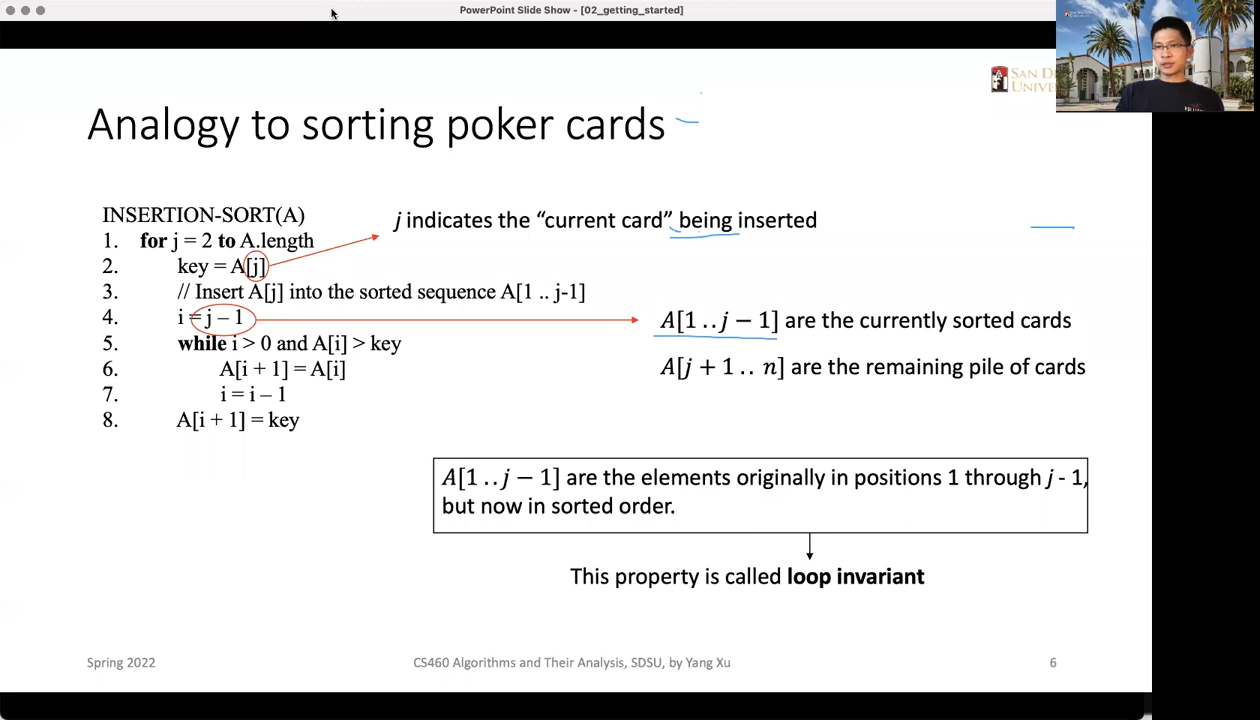 PowerPoint Slide Show - [02_getting_started]
SAN D
UNIVE
Analogy to sorting poker cards
INSERTION-SORT(A)
1. for j = 2 to A.length
2. key = A[j]
3. // Insert A[j] into the sorted sequence A[1 .. j-1]
4. i = j – 1
5. while i > 0 and A[i] > key
6. A[i + 1] = A[i]
7. i = i – 1
8. A[i + 1] = key
j indicates the “current card” being inserted
A[1 .. j − 1] are the currently sorted cards
A[j + 1 .. n] are the remaining pile of cards
A[1 .. j − 1] are the elements originally in positions 1 through j - 1,
but now in sorted order.
This property is called loop invariant
Spring 2022
CS460 Algorithms and Their Analysis, SDSU, by Yang Xu
6